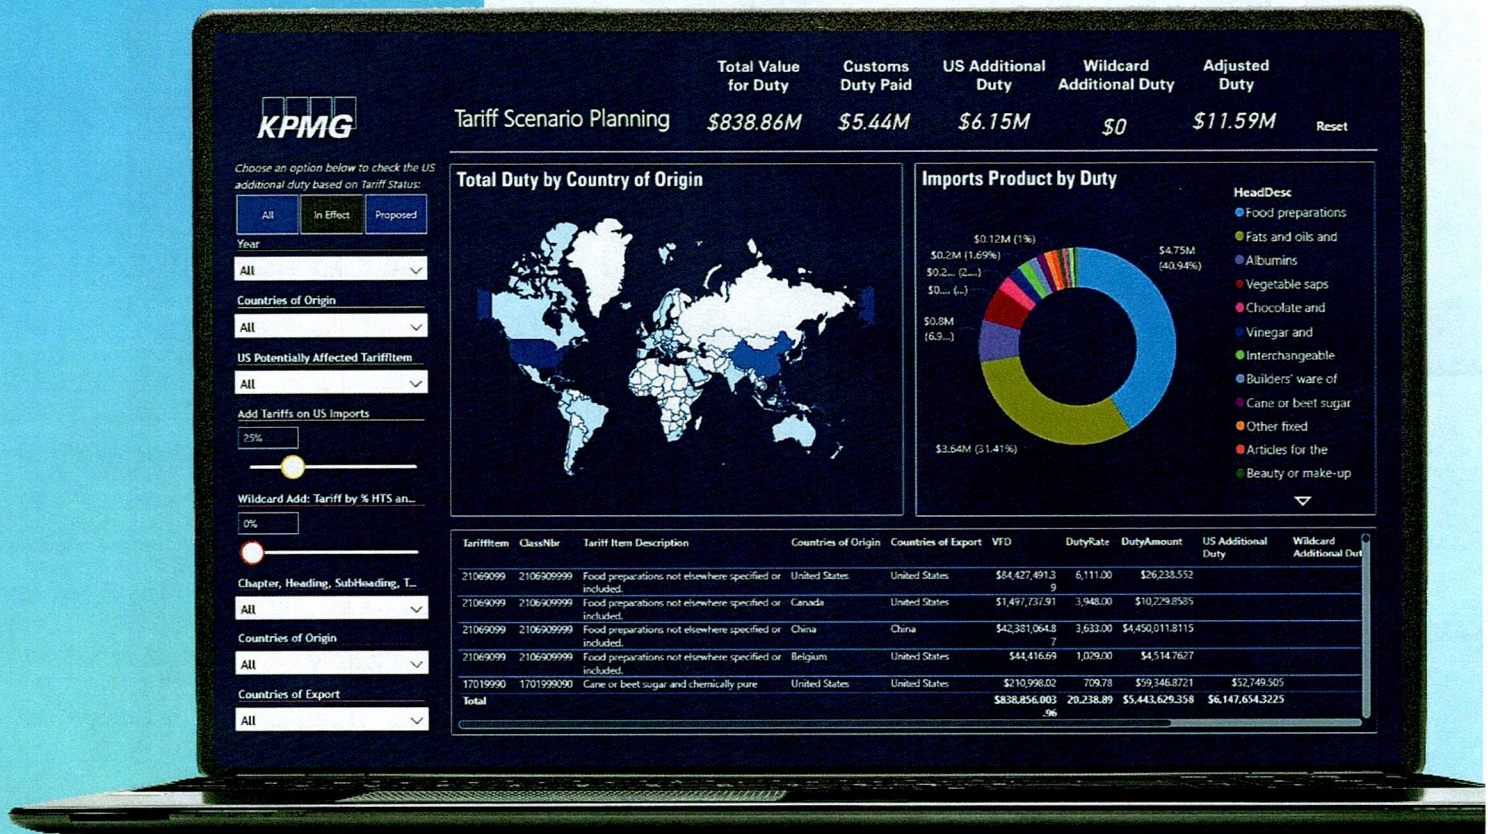 KPMG
Tariff Scenario Planning
Total Value for Duty
$838.86M
Customs Duty Paid
$5.44M
US Additional Duty
$6.15M
Wildcard Additional Duty
$0
Adjusted Duty
$11.59M
Reset
Choose an option below to check the US
additional duty based on Tariff Status:
All In Effect Proposed
Year
All
Countries of Origin
All
US Potentially Affected TariffItem
All
Add Tariffs on US Imports
25%
Wildcard Add: Tariff by % HTS an...
0%
Chapter, Heading, SubHeading, T...
All
Countries of Origin
All
Countries of Export
All
Total Duty by Country of Origin
Imports Product by Duty
$0.12M (1%)
$0.2M (1.69%)
$0.2... (2....)
$0.... (...)
$0.8M
(6.9...)
$3.64M (31.41%)
$4.75M
(40.94%)
HeadDesc
Food preparations
Fats and oils and
Albumins
Vegetable saps
Chocolate and
Vinegar and
Interchangeable
Builders' ware of
Cane or beet sugar
Other fixed
Articles for the
Beauty or make-up
TariffItem ClassNbr Tariff Item Description Countries of Origin Countries of Export VFD DutyRate DutyAmount US Additional Duty Wildcard Additional Dut
21069099 2106909999 Food preparations not elsewhere specified or included. United States United States $84,427,491.39 6,111.00 $26,238.552
21069099 2106909999 Food preparations not elsewhere specified or included. Canada United States $1,497,737.91 3,948.00 $10,229.8585
21069099 2106909999 Food preparations not elsewhere specified or included. China China $42,381,064.87 3,633.00 $4,450,011.8115
21069099 2106909999 Food preparations not elsewhere specified or included. Belgium United States $44,416.69 1,029.00 $4,514.7627
17019990 1701999090 Cane or beet sugar and chemically pure United States United States $210,998.02 709.78 $59,346.8721 $52,749.505
Total $838,856,003.96 20,238.89 $5,443,629.358 $6,147,654.3225